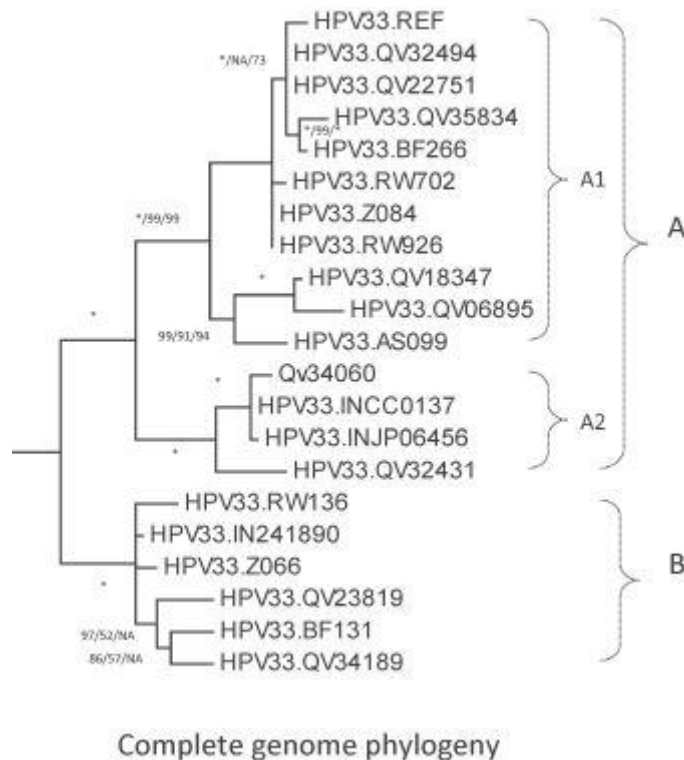 HPV33.REF
*/NA/73
HPV33.QV32494
HPV33.QV22751
HPV33.QV35834
*/99/*
HPV33.BF266
A1
HPV33.RW702
HPV33.Z084
*/99/99
A
HPV33.RW926
*
HPV33.QV18347
HPV33.QV06895
*
99/91/94
HPV33.AS099
*
Qv34060
HPV33.INCC0137
A2
HPV33.INJP06456
*
HPV33.QV32431
HPV33.RW136
HPV33.IN241890
HPV33.Z066
B
*
HPV33.QV23819
97/52/NA
HPV33.BF131
86/57/NA
HPV33.QV34189
Complete genome phylogeny